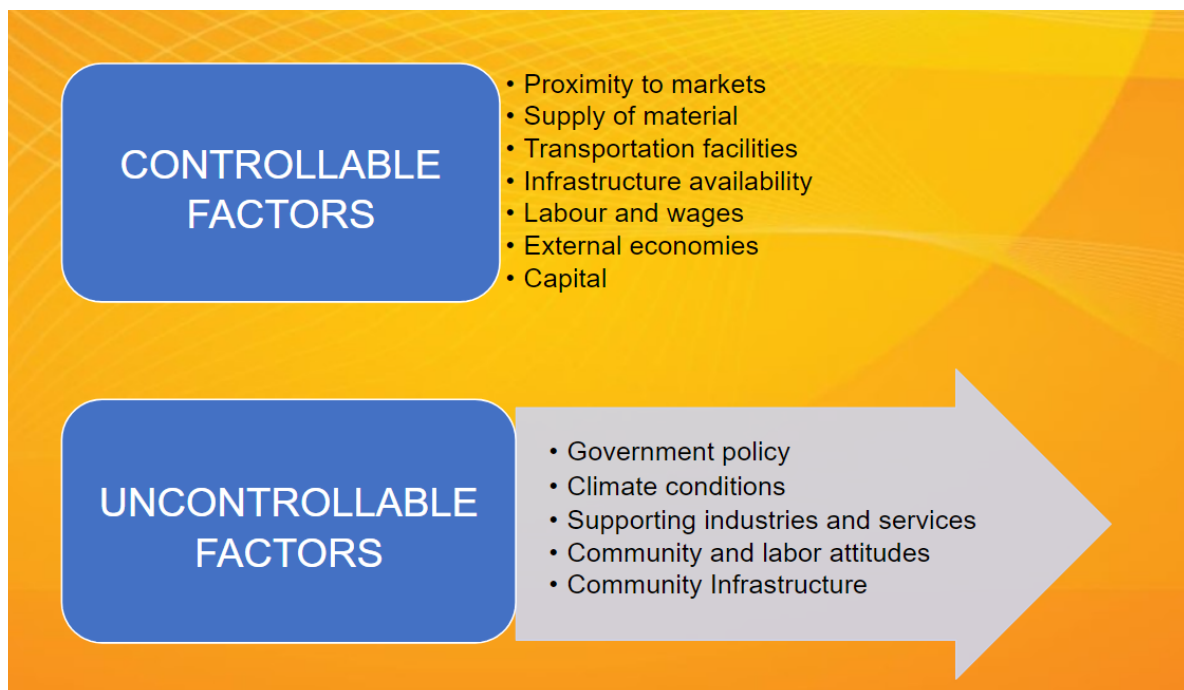 CONTROLLABLE
FACTORS
• Proximity to markets
• Supply of material
• Transportation facilities
• Infrastructure availability
• Labour and wages
• External economies
• Capital
UNCONTROLLABLE
FACTORS
• Government policy
• Climate conditions
• Supporting industries and services
• Community and labor attitudes
• Community Infrastructure